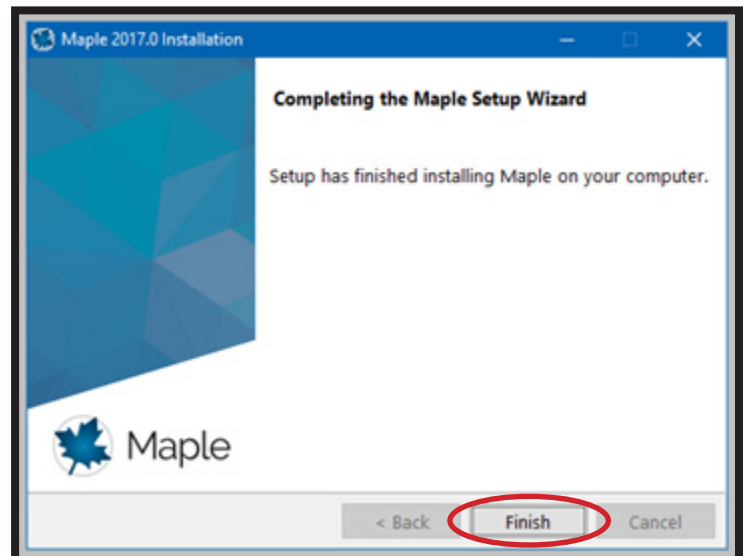 Maple 2017.0 Installation
Completing the Maple Setup Wizard
Setup has finished installing Maple on your computer.
Maple
< Back Finish Cancel